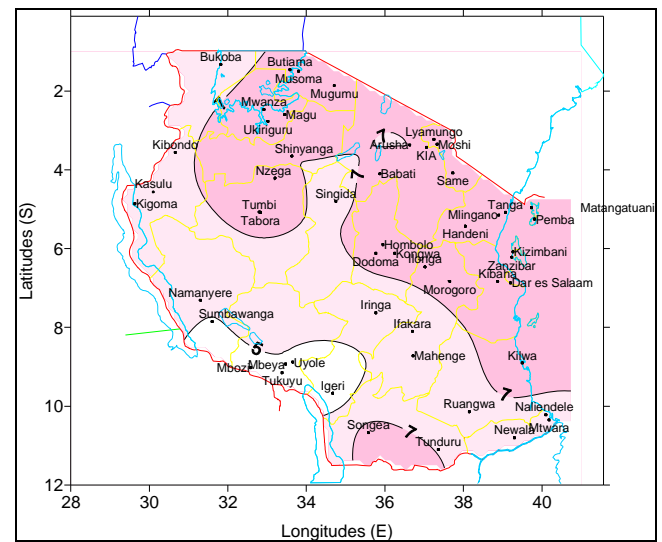 Bukoba
Butiama
Musoma
2
Mugumu
7
Mwanza
Magu
Ukiriguru
Lyamungo
7
Kibondo
Arusha
Moshi
KIA
Shinyanga
4
7
Nzega
Babati
Same
Kasulu
Singida
Kigoma
Tumbi
Tabora
Tanga
Matangatuani
Mlingano
Pemba
Handeni
6
Hombolo
Kongwa
Kizimbani
Dodoma
Ilonga
Zanzibar
Kibaha
Dar es Salaam
Morogoro
Namanyere
Sumbawanga
Iringa
Ifakara
8
5
Mbozi
Mbeya
Uyole
Mahenge
Kilwa
Tukuyu
Igeri
7
10
Ruangwa
Naliendele
Songea
7
Newala
Mtwara
Tunduru
12
28
30
32
34
36
38
40
Latitudes (S)
Longitudes (E)